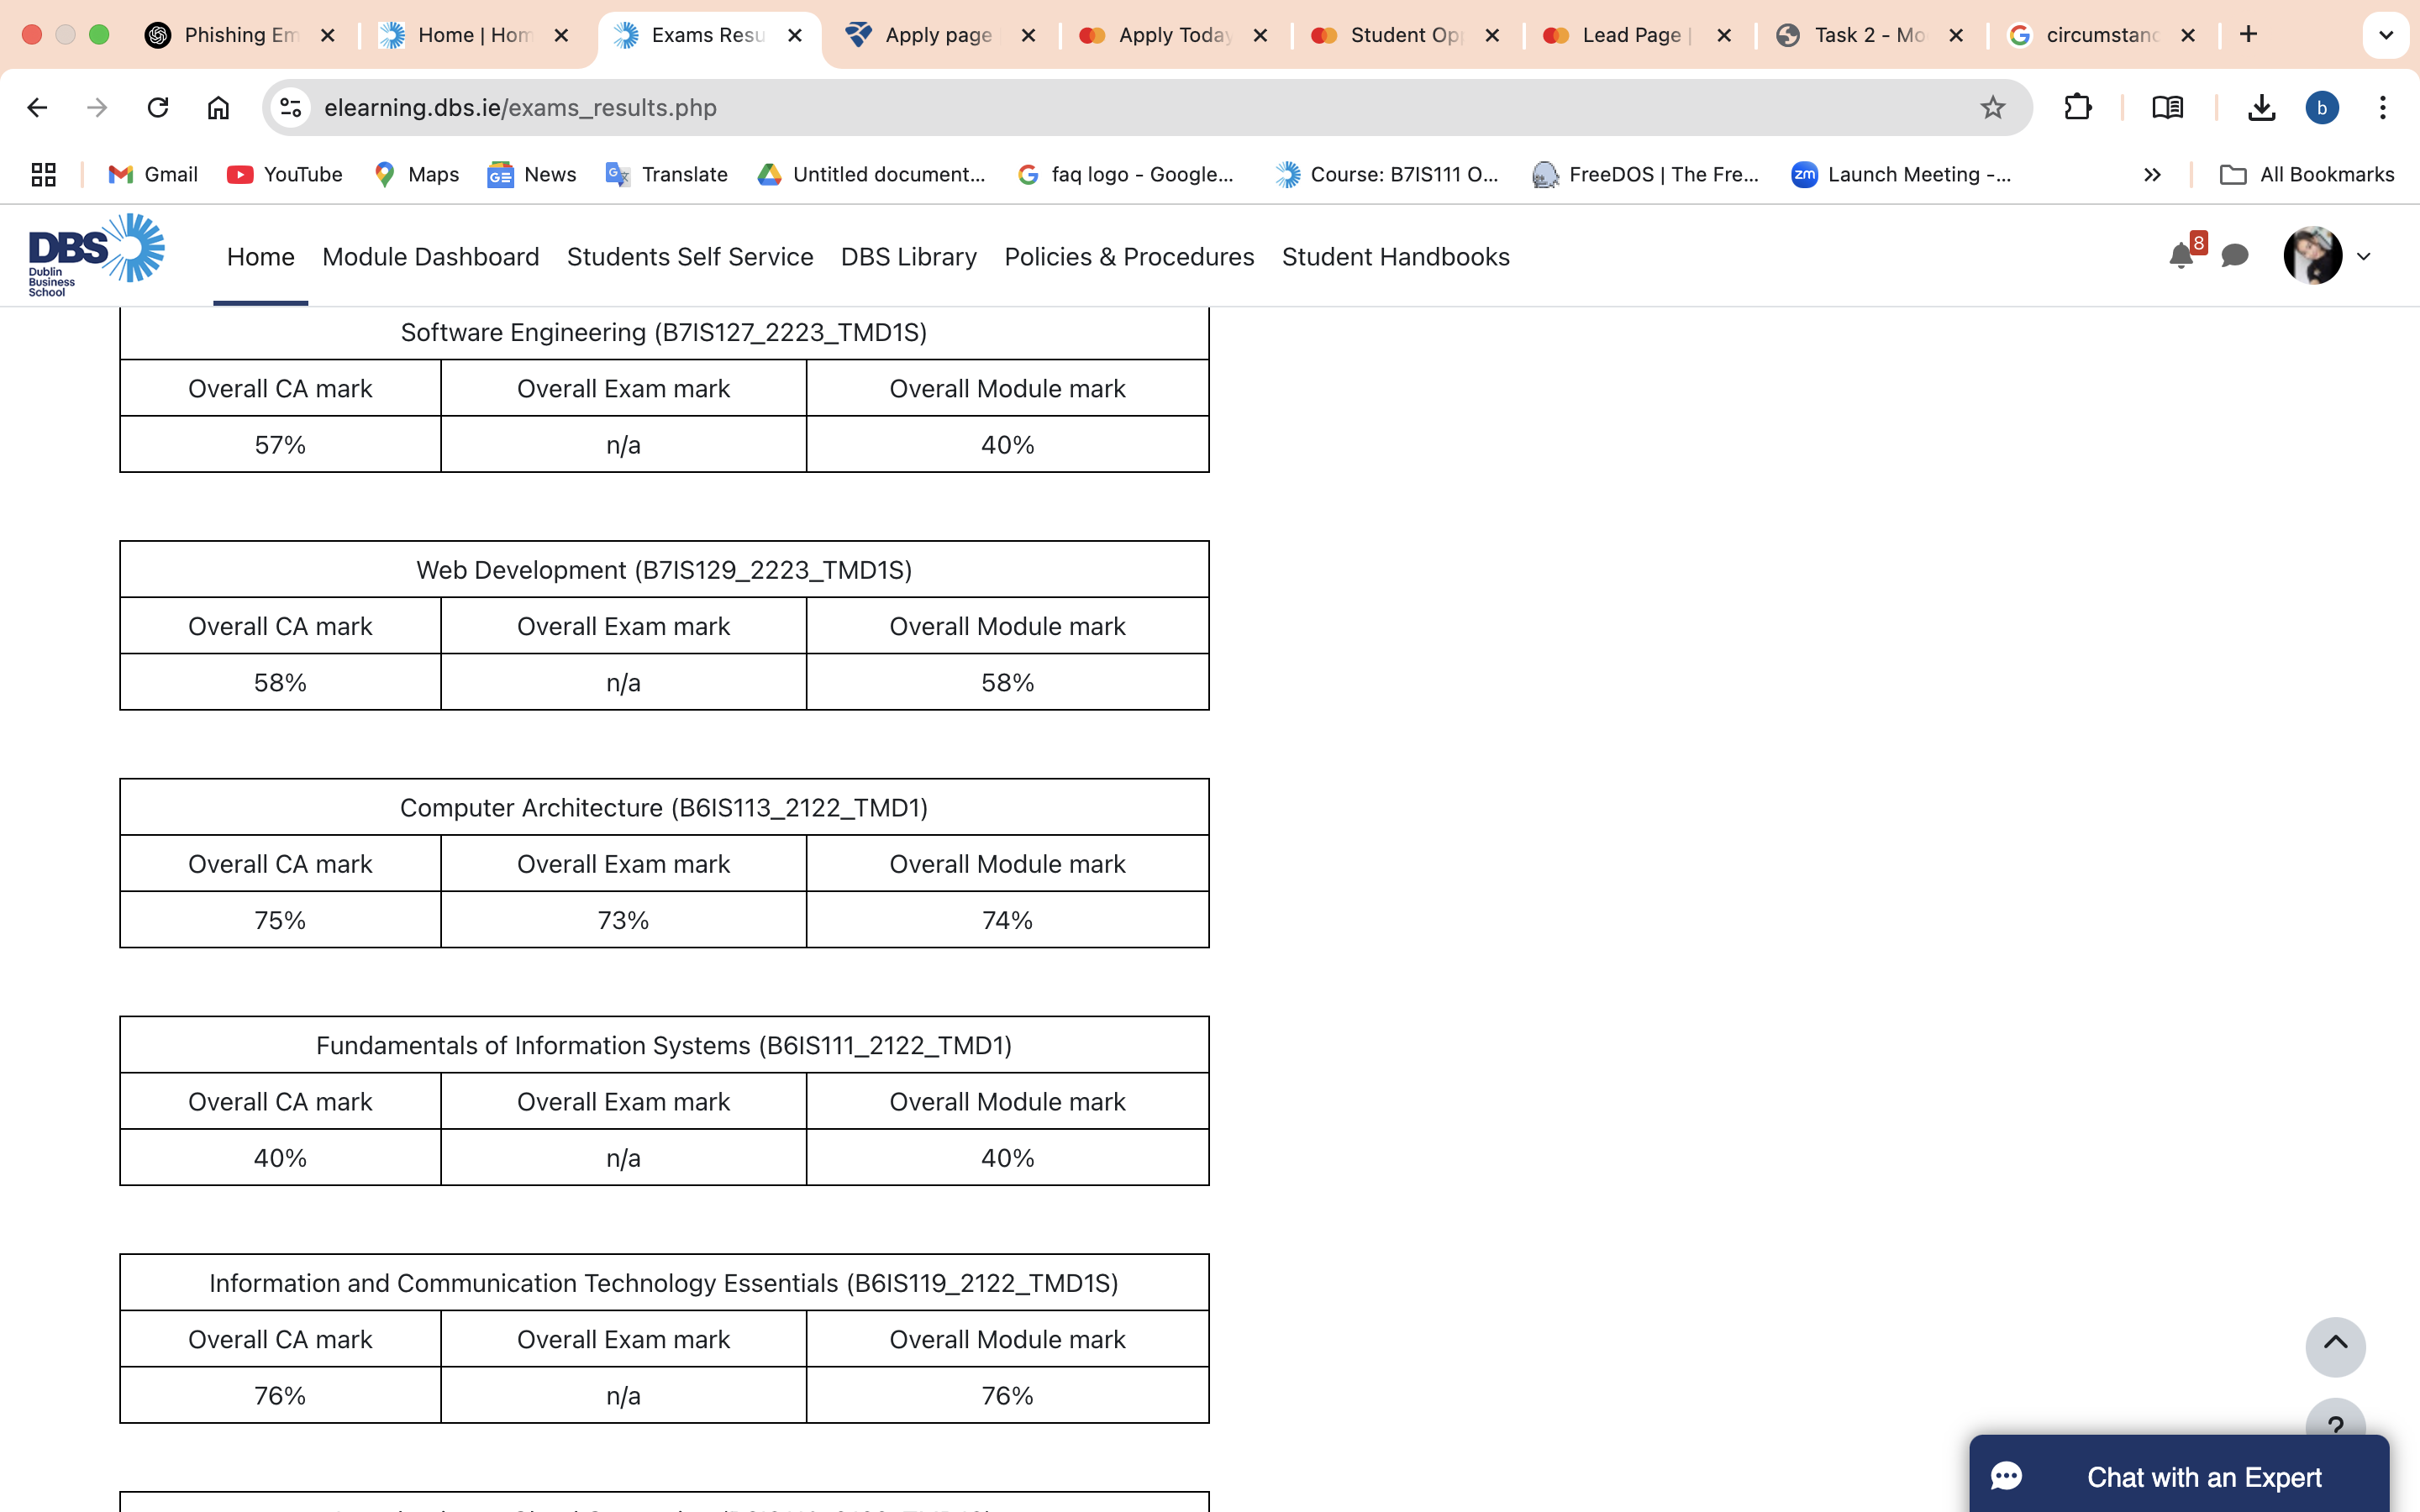 Phishing Em
Home | Hom
Exams Resu
Apply page
Apply Today
Student Opp
Lead Page |
Task 2 - Mo
circumstanc
elearning.dbs.ie/exams_results.php
b
Gmail
YouTube
Maps
News
Translate
Untitled document...
faq logo - Google...
Course: B7IS111 O...
FreeDOS | The Fre...
zm
Launch Meeting -...
All Bookmarks
DBS
Dublin
Business
School
Home
Module Dashboard
Students Self Service
DBS Library
Policies & Procedures
Student Handbooks
8
Software Engineering (B7IS127_2223_TMD1S)
Overall CA mark Overall Exam mark Overall Module mark
57% n/a 40%
Web Development (B7IS129_2223_TMD1S)
Overall CA mark Overall Exam mark Overall Module mark
58% n/a 58%
Computer Architecture (B6IS113_2122_TMD1)
Overall CA mark Overall Exam mark Overall Module mark
75% 73% 74%
Fundamentals of Information Systems (B6IS111_2122_TMD1)
Overall CA mark Overall Exam mark Overall Module mark
40% n/a 40%
Information and Communication Technology Essentials (B6IS119_2122_TMD1S)
Overall CA mark Overall Exam mark Overall Module mark
76% n/a 76%
?
Chat with an Expert